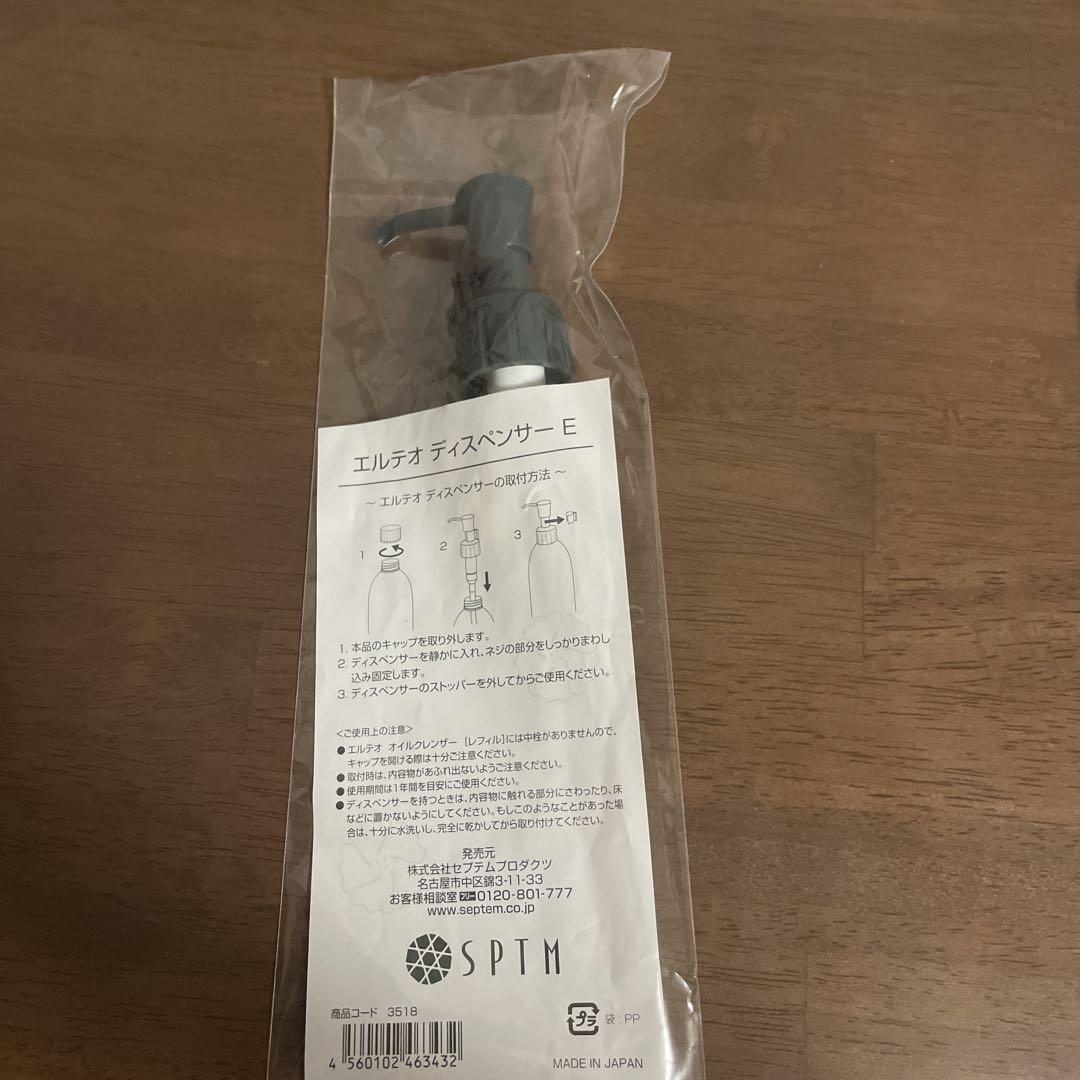 エルテオ ディスペンサー E
～ エルテオ ディスペンサーの取付方法 ～
1
2
3
1. 本品のキャップを取り外します。
2. ディスペンサーを静かに入れ、ネジの部分をしっかりまわし
込み固定します。
3. ディスペンサーのストッパーを外してからご使用ください。
<ご使用上の注意>
● エルテオ オイルクレンザー [レフィル]には中栓がありませんので、
キャップを開ける際は十分ご注意ください。
● 取付時は、内容物があふれ出ないようご注意ください。
● 使用期間は1年間を目安にご使用ください。
● ディスペンサーを持つときは、内容物に触れる部分にさわったり、床
などに置かないようにしてください。もしこのようなことがあった場
合は、十分に水洗いし、完全に乾かしてから取り付けてください。
発売元
株式会社セプテムプロダクツ
名古屋市中区錦3-11-33
お客様相談室 フリー 0120-801-777
www.septem.co.jp
SPTM
商品コード 3518
プラ 袋 : PP
4 560102 463432
MADE IN JAPAN